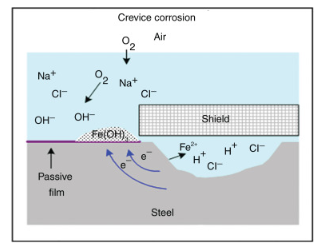 Crevice corrosion
O2 Air
Na+ O2 Na+
Cl− Cl−
OH− OH−
Shield
Fe(OH)3
Fe2+ H+ Cl−
e− e− H+
Cl−
Passive
film
Steel